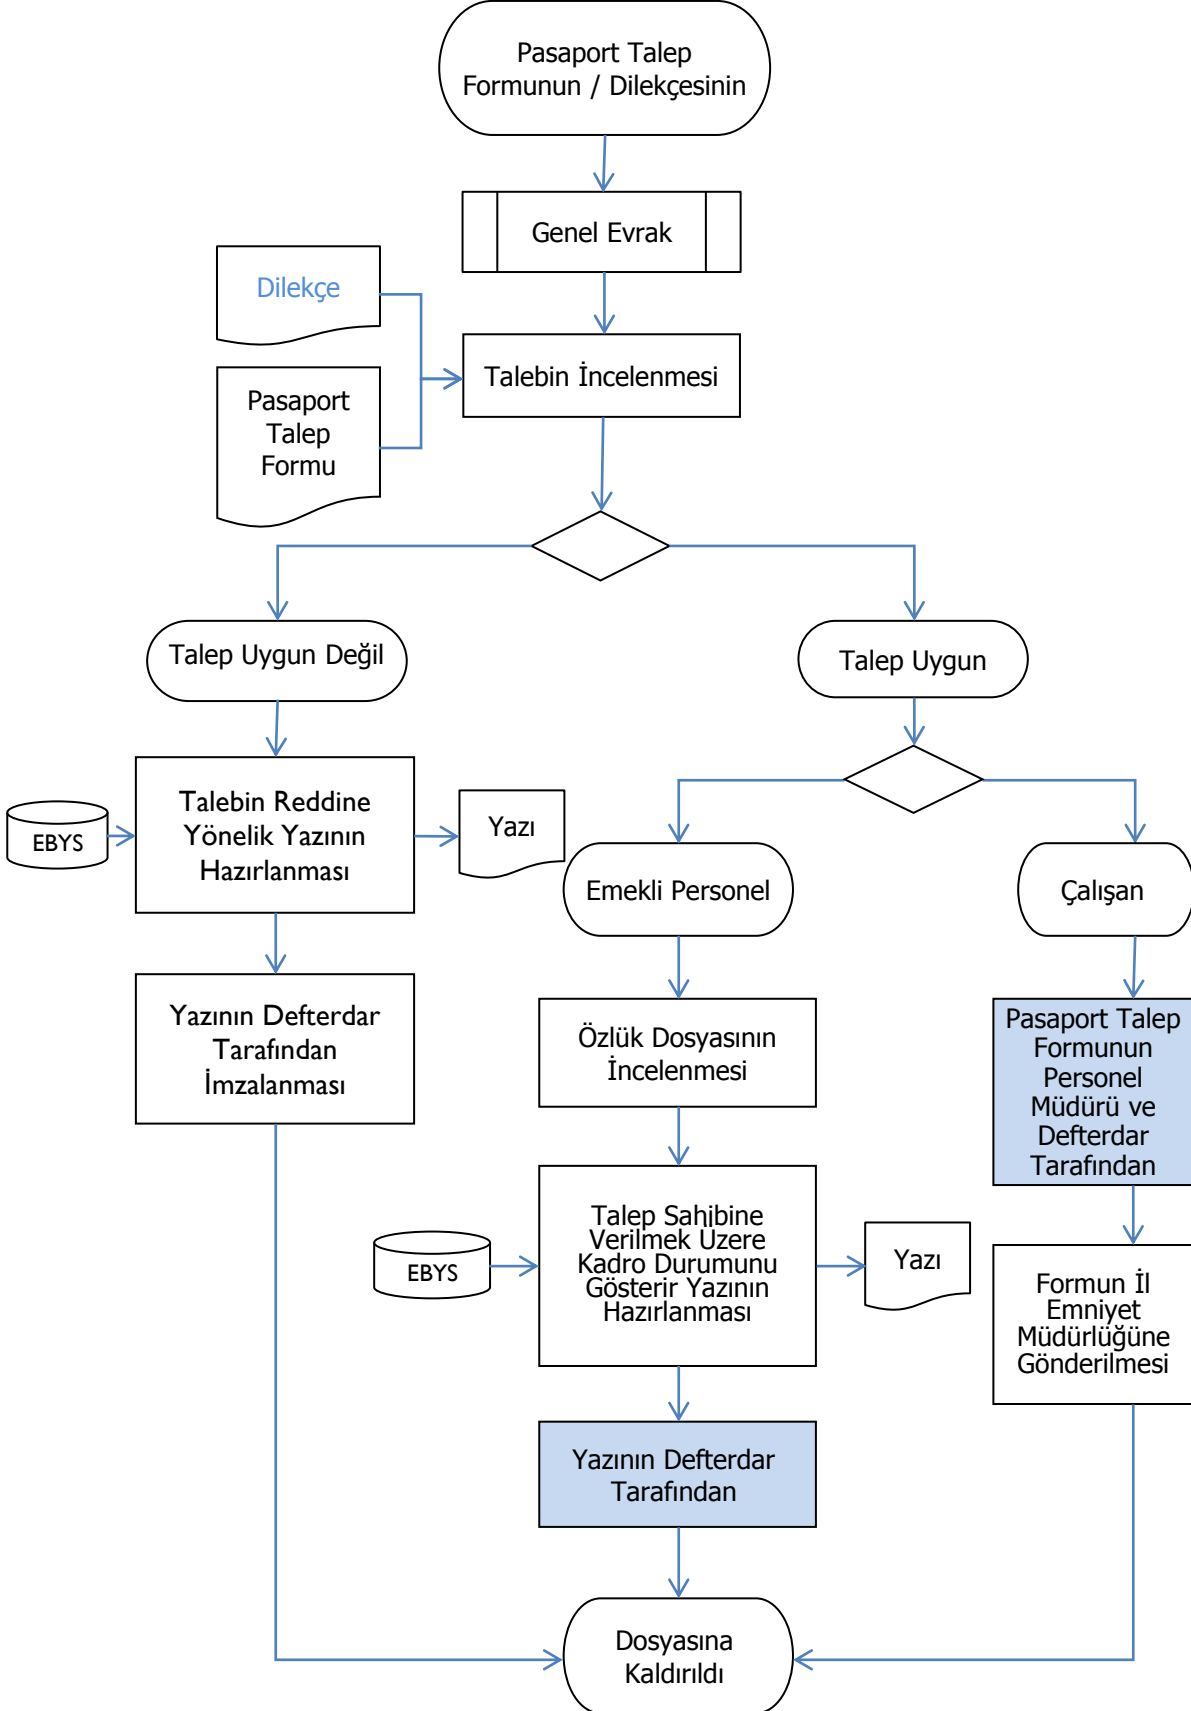 Pasaport Talep
Formunun / Dilekçesinin
Genel Evrak
Dilekçe
Talebin İncelenmesi
Pasaport
Talep
Formu
Talep Uygun Değil
Talep Uygun
Talebin Reddine
Yönelik Yazının
Hazırlanması
EBYS
Yazı
Emekli Personel
Çalışan
Yazının Defterdar
Tarafından
İmzalanması
Özlük Dosyasının
İncelenmesi
Pasaport Talep
Formunun
Personel
Müdürü ve
Defterdar
Tarafından
Talep Sahibine
Verilmek Üzere
Kadro Durumunu
Gösterir Yazının
Hazırlanması
EBYS
Yazı
Formun İl
Emniyet
Müdürlüğüne
Gönderilmesi
Yazının Defterdar
Tarafından
Dosyasına
Kaldırıldı